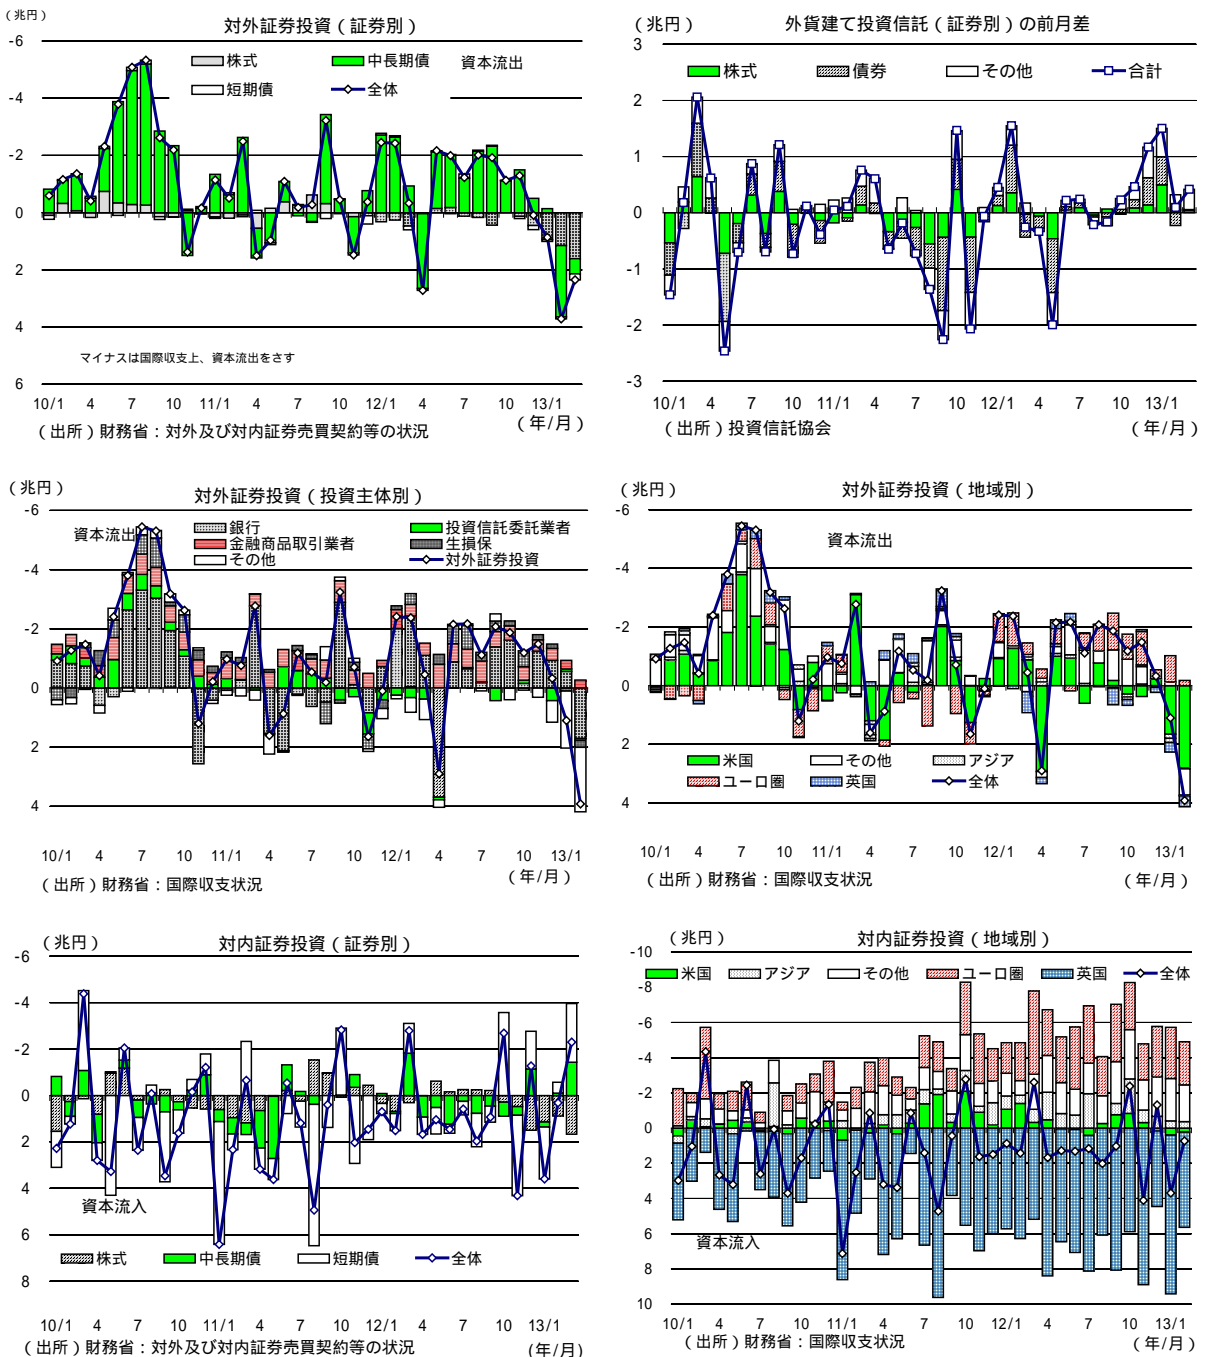 （兆円）
対外証券投資（証券別）
-6
-4
-2
0
2
4
6
株式
中長期債
資本流出
短期債
全体
マイナスは国際収支上、資本流出をさす
10/1 4 7 10 11/1 4 7 10 12/1 4 7 10 13/1
（年/月）
（出所）財務省：対外及び対内証券売買契約等の状況
（兆円）
外貨建て投資信託（証券別）の前月差
3
2
1
0
-1
-2
-3
株式
債券
その他
合計
10/1 4 7 10 11/1 4 7 10 12/1 4 7 10 13/1
（出所）投資信託協会
（年/月）
（兆円）
対外証券投資（投資主体別）
-6
-4
-2
0
2
4
資本流出
銀行
投資信託委託業者
金融商品取引業者
生損保
その他
対外証券投資
10/1 4 7 10 11/1 4 7 10 12/1 4 7 10 13/1
（年/月）
（出所）財務省：国際収支状況
（兆円）
対外証券投資（地域別）
-6
-4
-2
0
2
4
資本流出
米国
その他
アジア
ユーロ圏
英国
全体
10/1 4 7 10 11/1 4 7 10 12/1 4 7 10 13/1
（出所）財務省：国際収支状況
（年/月）
（兆円）
対内証券投資（証券別）
-6
-4
-2
0
2
4
6
8
資本流入
株式
中長期債
短期債
全体
10/1 4 7 10 11/1 4 7 10 12/1 4 7 10 13/1
（出所）財務省：対外及び対内証券売買契約等の状況
（年/月）
（兆円）
対内証券投資（地域別）
-10
-8
-6
-4
-2
0
2
4
6
8
10
米国
アジア
その他
ユーロ圏
英国
全体
資本流入
10/1 4 7 10 11/1 4 7 10 12/1 4 7 10 13/1
（出所）財務省：国際収支状況
（年/月）